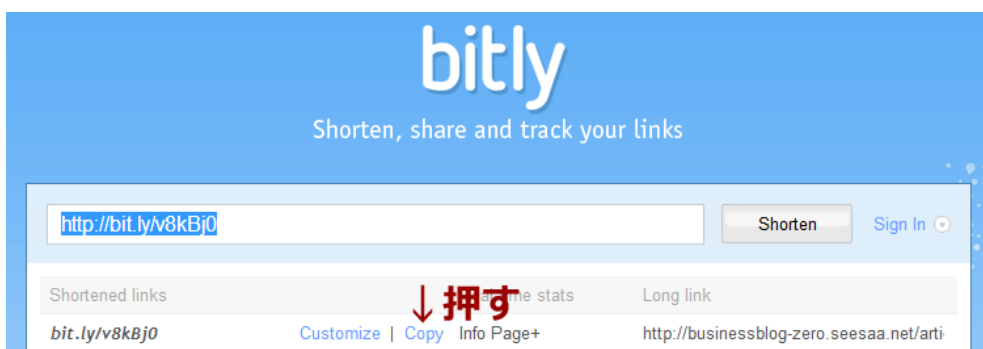 bitly
Shorten, share and track your links
http://bit.ly/v8kBj0
Shorten
Sign In
Shortened links
↓押す
me stats
Long link
bit.ly/v8kBj0
Customize | Copy Info Page+
http://businessblog-zero.seesaa.net/arti